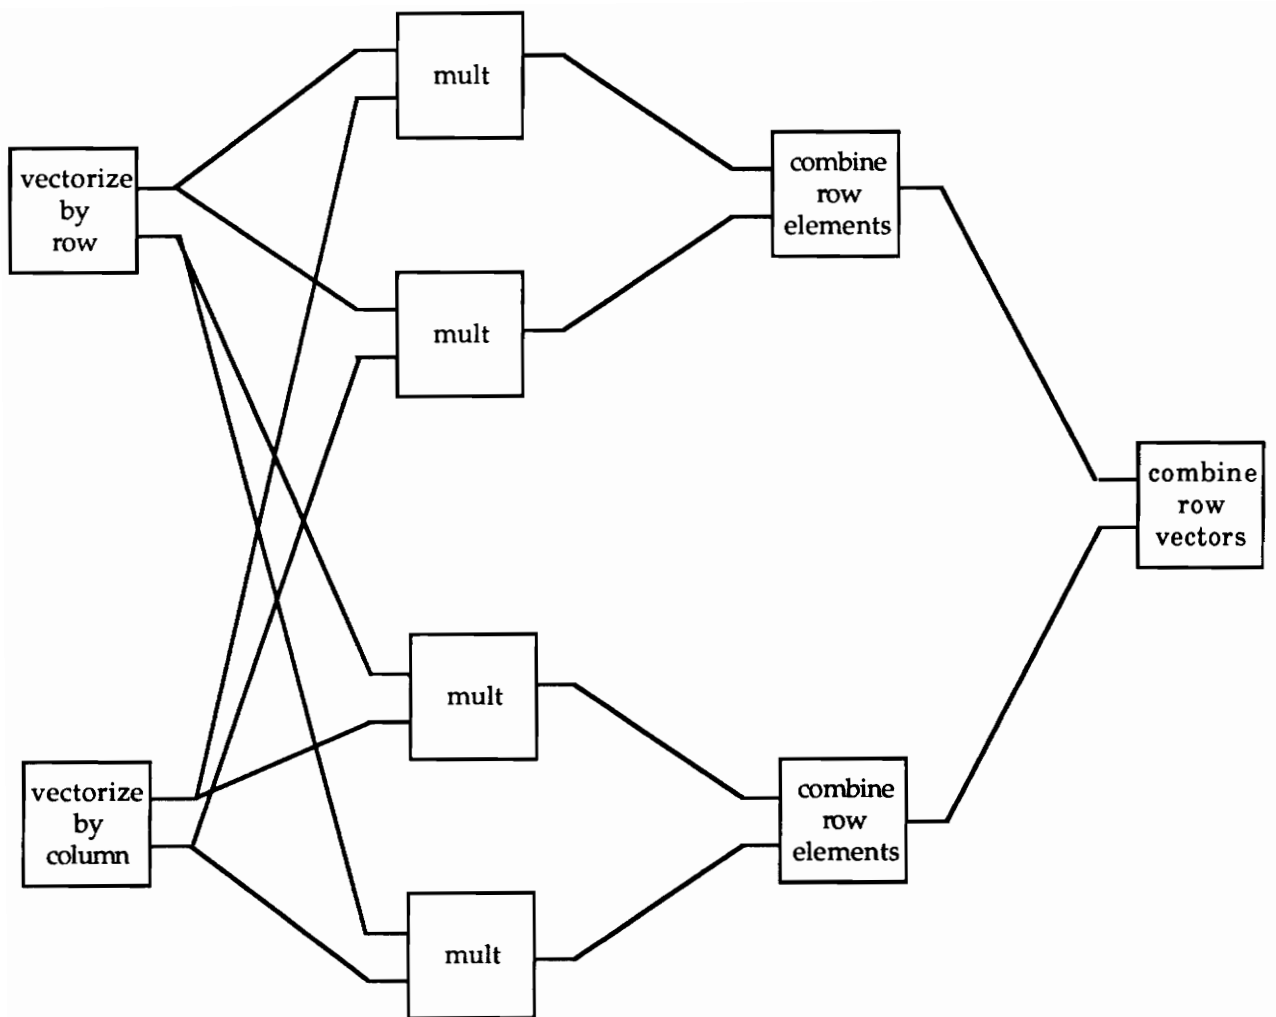 mult
vectorize
by
row
combine
row
elements
mult
combine
row
vectors
mult
vectorize
by
column
combine
row
elements
mult